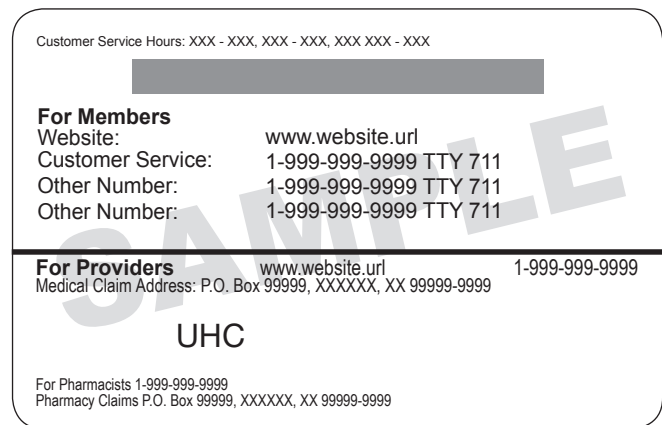 Customer Service Hours: XXX - XXX, XXX - XXX, XXX XXX - XXX
For Members
Website: www.website.url
Customer Service: 1-999-999-9999 TTY 711
Other Number: 1-999-999-9999 TTY 711
Other Number: 1-999-999-9999 TTY 711
SAMPLE
For Providers www.website.url 1-999-999-9999
Medical Claim Address: P.O. Box 99999, XXXXXX, XX 99999-9999
UHC
For Pharmacists 1-999-999-9999
Pharmacy Claims P.O. Box 99999, XXXXXX, XX 99999-9999